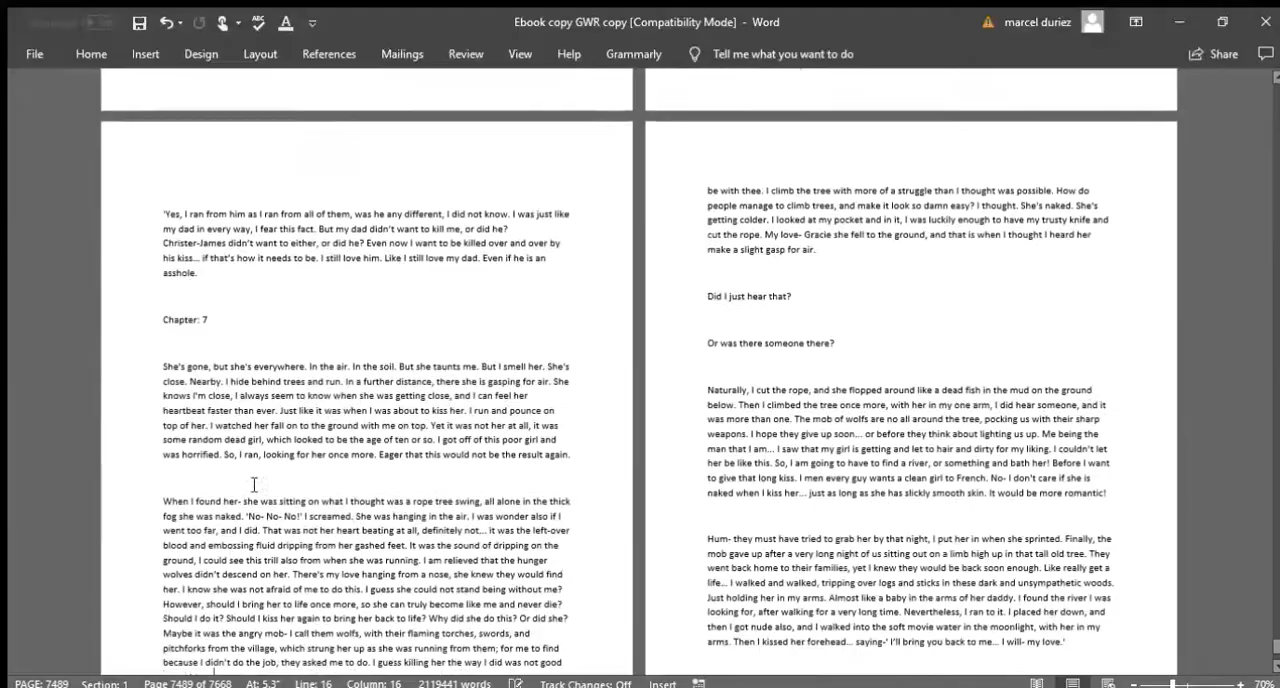 Ebook copy GWR copy [Compatibility Mode] - Word
marcel duriez
File Home Insert Design Layout References Mailings Review View Help Grammarly Tell me what you want to do Share
'Yes, I ran from him as I ran from all of them, was he any different, I did not know. I was just like
my dad in every way, I fear this fact. But my dad didn't want to kill me, or did he?
Christer-James didn't want to either, or did he? Even now I want to be killed over and over by
his kiss... if that's how it needs to be. I still love him. Like I still love my dad. Even if he is an
asshole.
Chapter: 7
She's gone, but she's everywhere. In the air. In the soil. But she taunts me. But I smell her. She's
close. Nearby. I hide behind trees and run. In a further distance, there she is gasping for air. She
knows I'm close, I always seem to know when she was getting close, and I can feel her
heartbeat faster than ever. Just like it was when I was about to kiss her. I run and pounce on
top of her. I watched her fall on to the ground with me on top. Yet it was not her at all, it was
some random dead girl, which looked to be the age of ten or so. I got off of this poor girl and
was horrified. So, I ran, looking for her once more. Eager that this would not be the result again.
When I found her- she was sitting on what I thought was a rope tree swing, all alone in the thick
fog she was naked. 'No- No- No!' I screamed. She was hanging in the air. I was wonder also if I
went too far, and I did. That was not her heart beating at all, definitely not... it was the left-over
blood and embossing fluid dripping from her gashed feet. It was the sound of dripping on the
ground, I could see this trill also from when she was running. I am relieved that the hunger
wolves didn't descend on her. There's my love hanging from a nose, she knew they would find
her. I know she was not afraid of me to do this. I guess she could not stand being without me?
However, should I bring her to life once more, so she can truly become like me and never die?
Should I do it? Should I kiss her again to bring her back to life? Why did she do this? Or did she?
Maybe it was the angry mob- I call them wolfs, with their flaming torches, swords, and
pitchforks from the village, which strung her up as she was running from them; for me to find
because I didn't do the job, they asked me to do. I guess killing her the way I did was not good
be with thee. I climb the tree with more of a struggle than I thought was possible. How do
people manage to climb trees, and make it look so damn easy? I thought. She's naked. She's
getting colder. I looked at my pocket and in it, I was luckily enough to have my trusty knife and
cut the rope. My love- Gracie she fell to the ground, and that is when I thought I heard her
make a slight gasp for air.
Did I just hear that?
Or was there someone there?
Naturally, I cut the rope, and she flopped around like a dead fish in the mud on the ground
below. Then I climbed the tree once more, with her in my one arm, I did hear someone, and it
was more than one. The mob of wolfs are no all around the tree, pocking us with their sharp
weapons. I hope they give up soon... or before they think about lighting us up. Me being the
man that I am... I saw that my girl is getting and let to hair and dirty for my liking. I couldn't let
her be like this. So, I am going to have to find a river, or something and bath her! Before I want
to give that long kiss. I men every guy wants a clean girl to French. No- I don't care if she is
naked when I kiss her... just as long as she has slickly smooth skin. It would be more romantic!
Hum- they must have tried to grab her by that night, I put her in when she sprinted. Finally, the
mob gave up after a very long night of us sitting out on a limb high up in that tall old tree. They
went back home to their families, yet I knew they would be back soon enough. Like really get a
life... I walked and walked, tripping over logs and sticks in these dark and unsympathetic woods.
Just holding her in my arms. Almost like a baby in the arms of her daddy. I found the river I was
looking for, after walking for a very long time. Nevertheless, I ran to it. I placed her down, and
then I got nude also, and I walked into the soft movie water in the moonlight, with her in my
arms. Then I kissed her forehead... saying-' I'll bring you back to me... I will- my love.'
PAGE: 7489 Section: 1 Page 7489 of 7668 At: 5.3" Line: 16 Column: 16 2119441 words Track Changes: Off Insert 70%